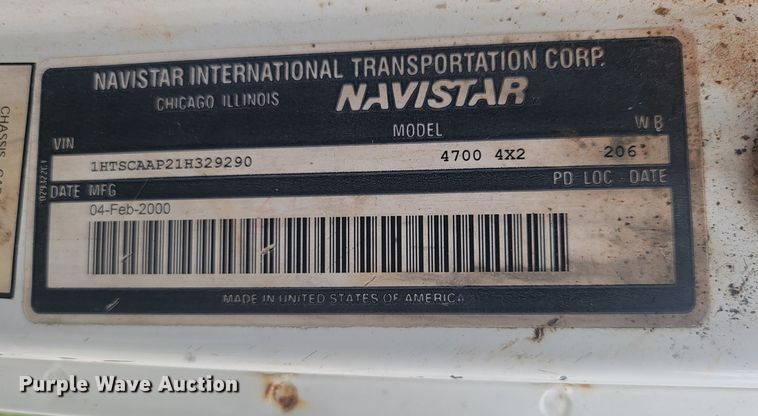 NAVISTAR INTERNATIONAL TRANSPORTATION CORP.
CHICAGO ILLINOIS NAVISTAR
VIN MODEL W B
1HTSCAAP21H329290 4700 4X2 206
DATE MFG PD LOC - DATE
04-Feb-2000
MADE IN UNITED STATES OF AMERICA
CHASSIS
Purple Wave Auction